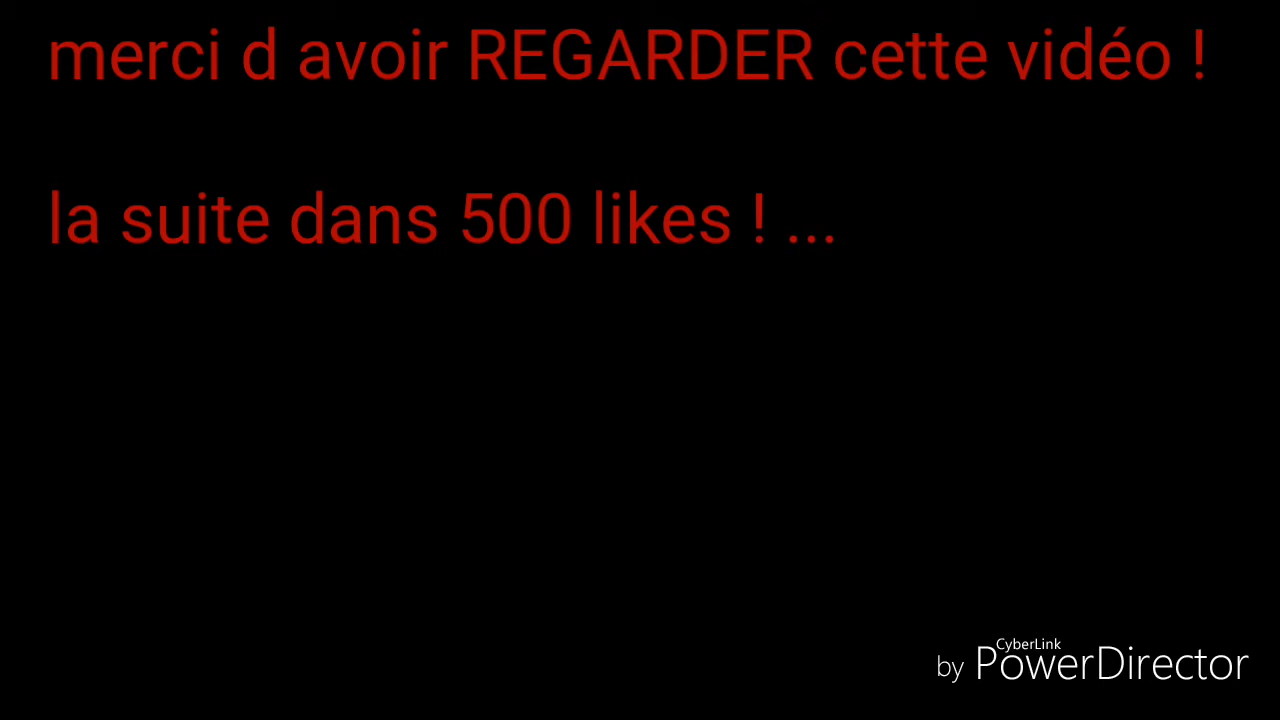 merci d avoir REGARDER cette vidéo !
la suite dans 500 likes ! ...
CyberLink
by PowerDirector